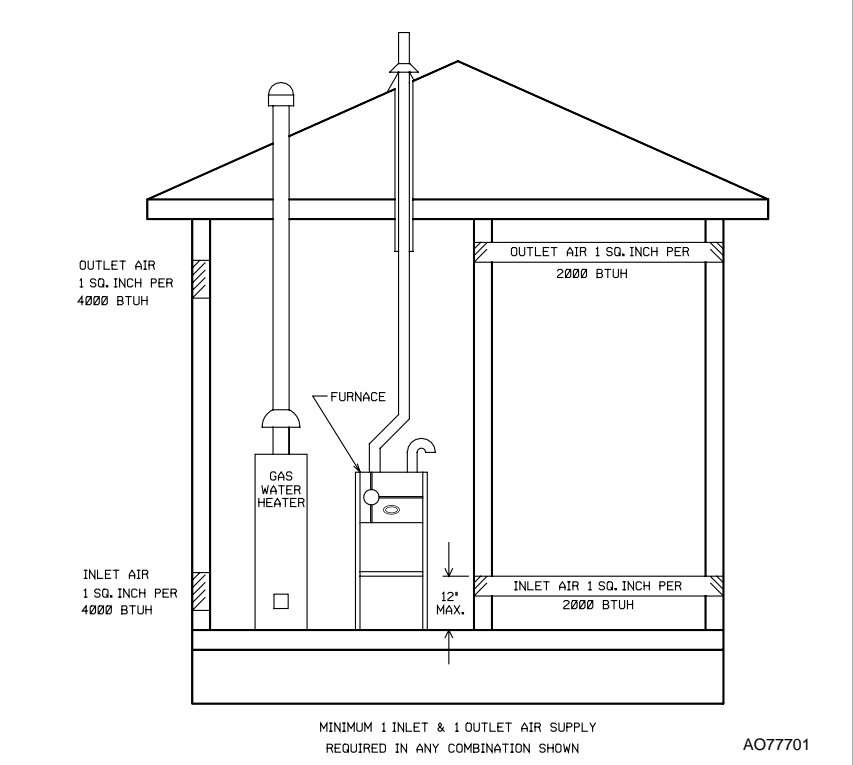 OUTLET AIR
1 SQ. INCH PER
4000 BTUH
OUTLET AIR 1 SQ. INCH PER
2000 BTUH
FURNACE
GAS
WATER
HEATER
INLET AIR
1 SQ. INCH PER
4000 BTUH
12"
MAX.
INLET AIR 1 SQ. INCH PER
2000 BTUH
MINIMUM 1 INLET & 1 OUTLET AIR SUPPLY
REQUIRED IN ANY COMBINATION SHOWN
AO77701